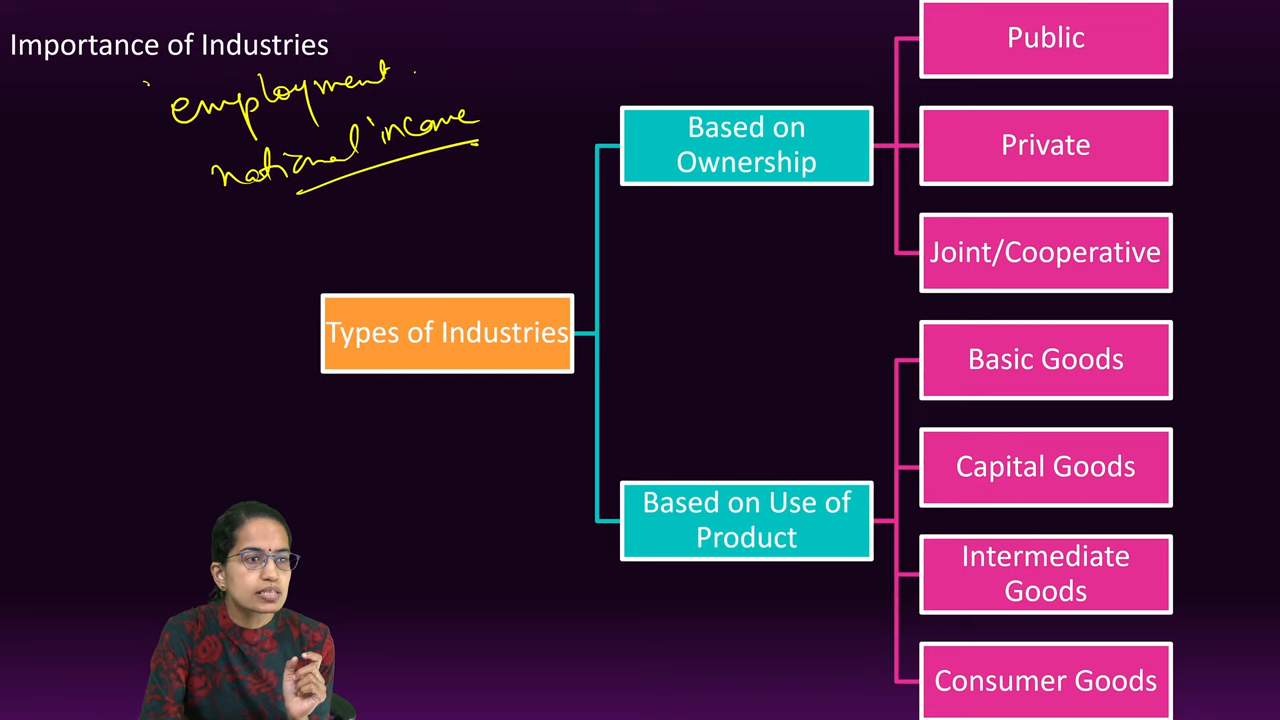 Importance of Industries
employment
national income
Types of Industries
Based on
Ownership
Public
Private
Joint/Cooperative
Based on Use of
Product
Basic Goods
Capital Goods
Intermediate
Goods
Consumer Goods